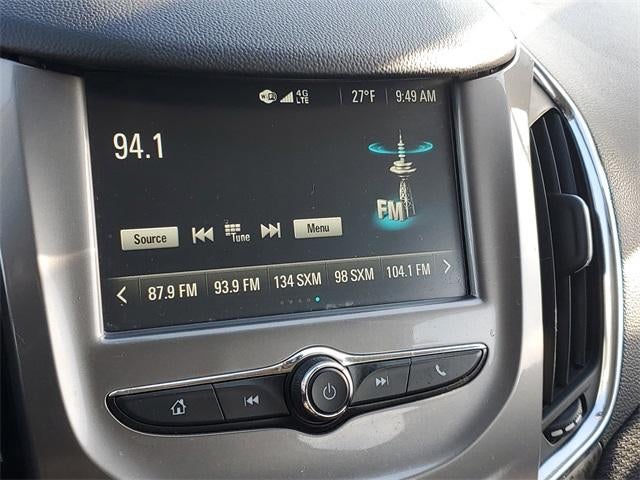 WiFi 4G LTE 27°F 9:49 AM
94.1
FM
Source Tune Menu
87.9 FM 93.9 FM 134 SXM 98 SXM 104.1 FM